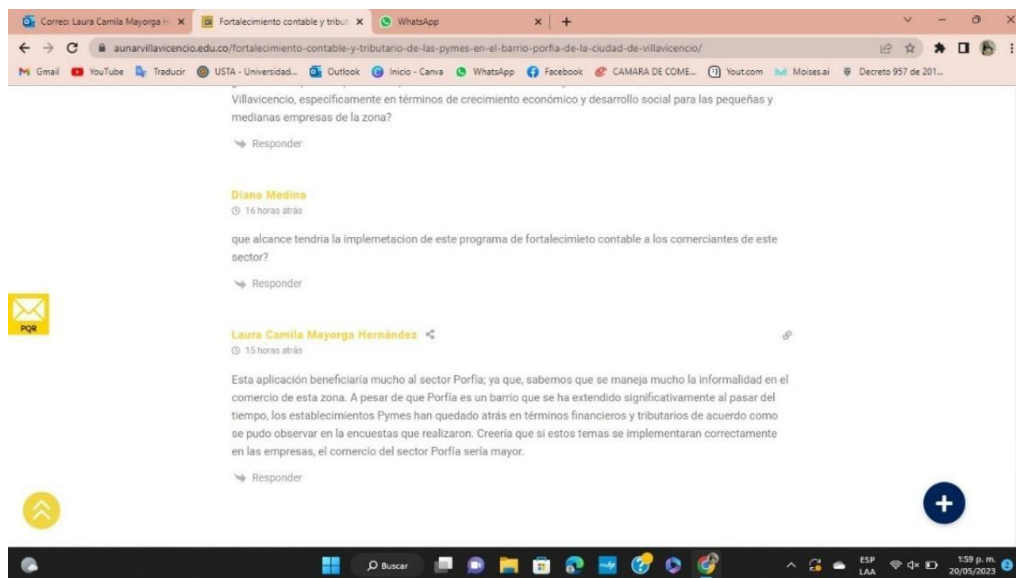 Correo: Laura Camila Mayorga H
Fortalecimiento contable y tribut
WhatsApp
aunarvillavicencio.edu.co/fortalecimiento-contable-y-tributario-de-las-pymes-en-el-barrio-porfia-de-la-ciudad-de-villavicencio/
Gmail YouTube Traducir USTA - Universidad... Outlook Inicio - Canva WhatsApp Facebook CAMARA DE COME... Yout.com Moises.ai Decreto 957 de 201...
Villavicencio, específicamente en términos de crecimiento económico y desarrollo social para las pequeñas y
medianas empresas de la zona?
Responder
Diana Medina
16 horas atrás
que alcance tendria la implemetacion de este programa de fortalecimieto contable a los comerciantes de este
sector?
Responder
PQR
Laura Camila Mayorga Hernández
15 horas atrás
Esta aplicación beneficiaría mucho al sector Porfía; ya que, sabemos que se maneja mucho la informalidad en el
comercio de esta zona. A pesar de que Porfía es un barrio que se ha extendido significativamente al pasar del
tiempo, los establecimientos Pymes han quedado atrás en términos financieros y tributarios de acuerdo como
se pudo observar en la encuestas que realizaron. Creería que si estos temas se implementaran correctamente
en las empresas, el comercio del sector Porfía sería mayor.
Responder
Buscar
ESP
LAA
1:59 p. m.
20/05/2023